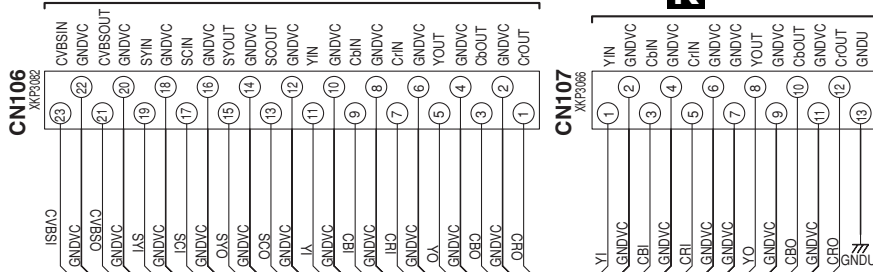 CN106
XKP3082
CVBSIN
GNDVC
CVBSOUT
GNDVC
SYIN
GNDVC
SCIN
GNDVC
SYOUT
GNDVC
SCOUT
GNDVC
YIN
GNDVC
CbIN
GNDVC
CrIN
GNDVC
YOUT
GNDVC
CbOUT
GNDVC
CrOUT
23
22
21
20
19
18
17
16
15
14
13
12
11
10
9
8
7
6
5
4
3
2
1
CVBSI
GNDVC
CVBSO
GNDVC
SYI
GNDVC
SCI
GNDVC
SYO
GNDVC
SCO
GNDVC
YI
GNDVC
CBI
GNDVC
CRI
GNDVC
YO
GNDVC
CBO
GNDVC
CRO
CN107
XKP3066
YIN
GNDVC
CbIN
GNDVC
CrIN
GNDVC
GNDVC
YOUT
GNDVC
CbOUT
GNDVC
CrOUT
GNDU
1
2
3
4
5
6
7
8
9
10
11
12
13
YI
GNDVC
CBI
GNDVC
CRI
GNDVC
GNDVC
YO
GNDVC
CBO
GNDVC
CRO
GNDU